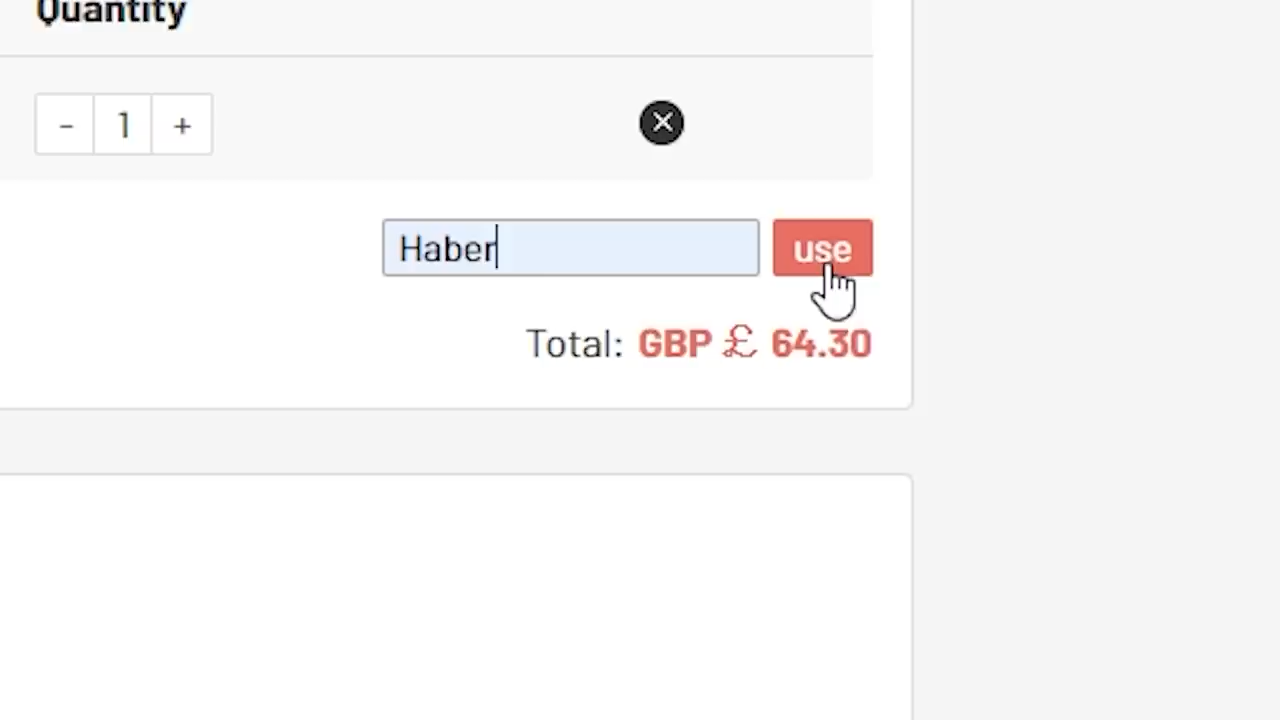 Quantity
- 1 +
Haber
use
Total: GBP £ 64.30